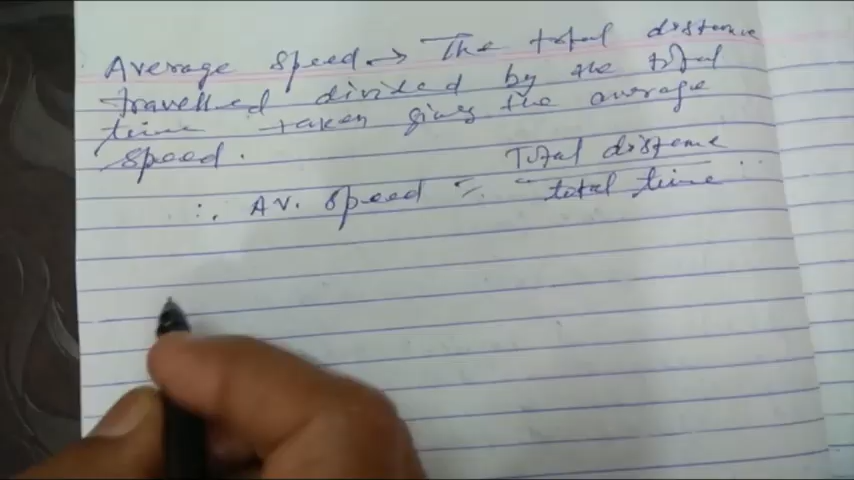 Average speed → The total distance
travelled divided by the total
time taken gives the average
speed.
∴ AV. speed = Total distance / total time